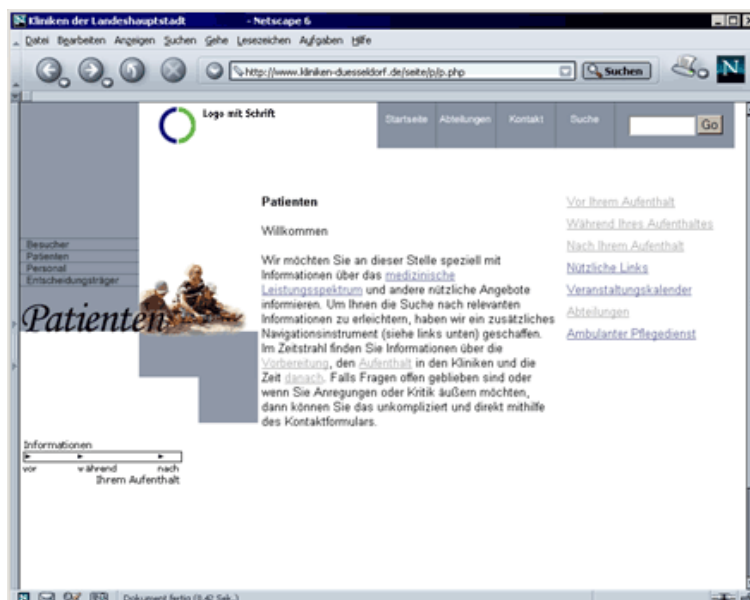 Kliniken der Landeshauptstadt - Netscape 6
Datei Bearbeiten Anzeigen Suchen Gehe Lesezeichen Aufgaben Hilfe
http://www.kliniken-duesseldorf.de/seite/p/p.php Suchen N
Logo mit Schrift
Startseite Abteilungen Kontakt Suche Go
Besucher
Patienten
Personal
Entscheidungsträger
Patienten
Patienten
Willkommen
Wir möchten Sie an dieser Stelle speziell mit
Informationen über das medizinische
Leistungsspektrum und andere nützliche Angebote
informieren. Um Ihnen die Suche nach relevanten
Informationen zu erleichtern, haben wir ein zusätzliches
Navigationsinstrument (siehe links unten) geschaffen.
Im Zeitstrahl finden Sie Informationen über die
Vorbereitung, den Aufenthalt in den Kliniken und die
Zeit danach. Falls Fragen offen geblieben sind oder
wenn Sie Anregungen oder Kritik äußern möchten,
dann können Sie das unkompliziert und direkt mithilfe
des Kontaktformulars.
Vor Ihrem Aufenthalt
Während Ihres Aufenthaltes
Nach Ihrem Aufenthalt
Nützliche Links
Veranstaltungskalender
Abteilungen
Ambulanter Pflegedienst
Informationen
vor während nach
Ihrem Aufenthalt
Dokument fertig (0.42 Sek.)